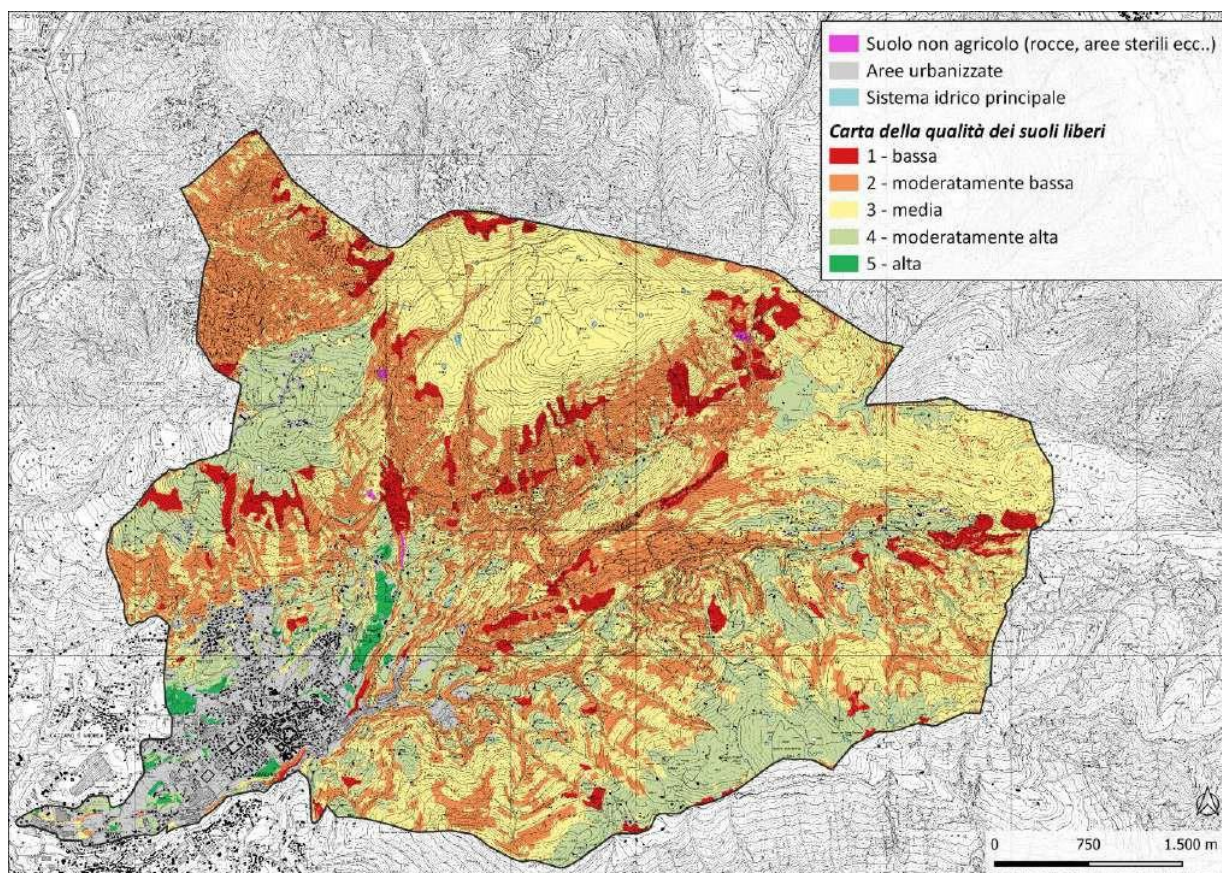 Suolo non agricolo (rocce, aree sterili ecc..)
Aree urbanizzate
Sistema idrico principale
Carta della qualità dei suoli liberi
1 - bassa
2 - moderatamente bassa
3 - media
4 - moderatamente alta
5 - alta
0 750 1.500 m